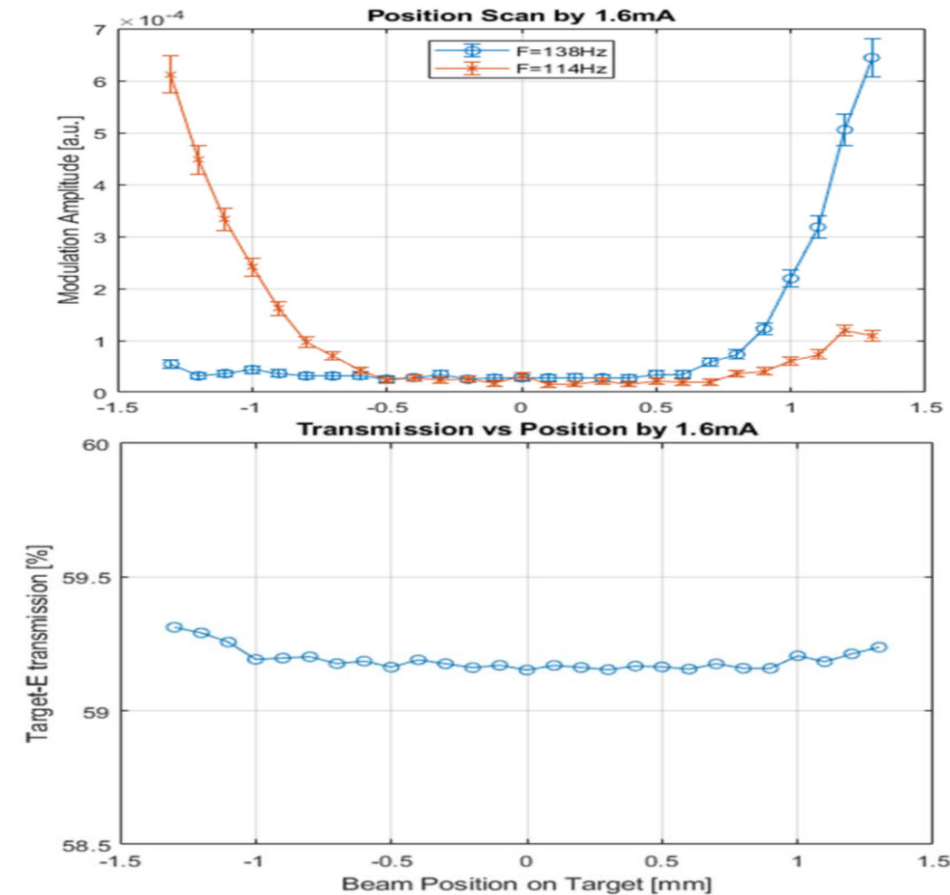 Position Scan by 1.6mA
× 10⁻⁴
7
6
5
4
3
2
1
0
Modulation Amplitude [a.u.]
F=138Hz
F=114Hz
-1.5 -1 -0.5 0 0.5 1 1.5
Transmission vs Position by 1.6mA
60
59.5
59
58.5
Target-E transmission [%]
-1.5 -1 -0.5 0 0.5 1 1.5
Beam Position on Target [mm]